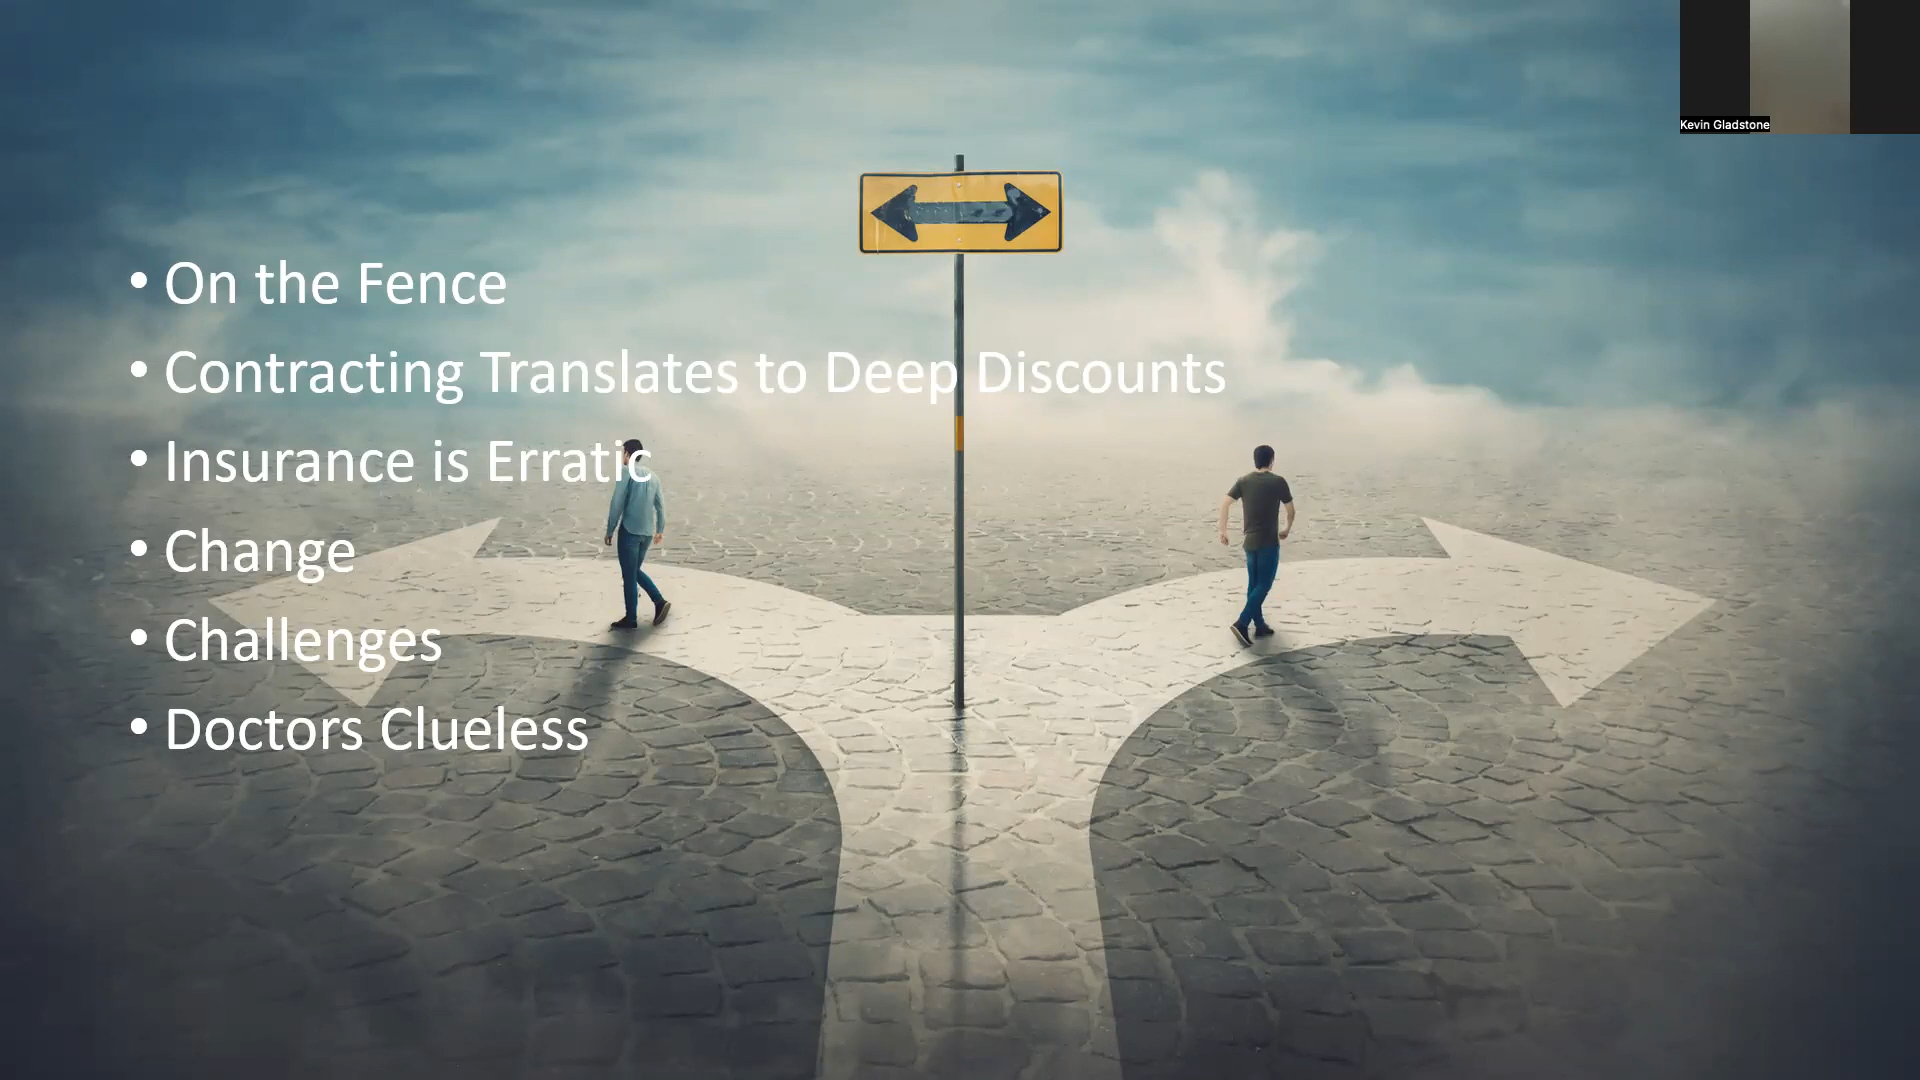 Kevin Gladstone
• On the Fence
• Contracting Translates to Deep Discounts
• Insurance is Erratic
• Change
• Challenges
• Doctors Clueless